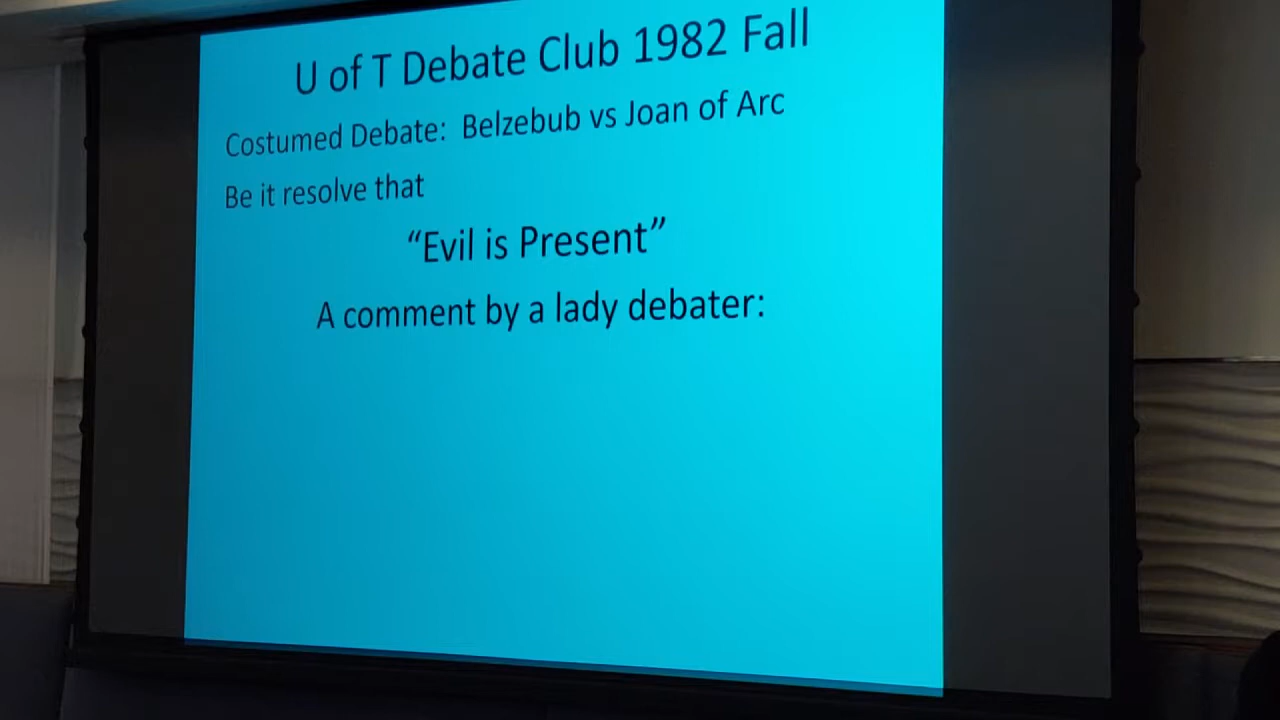 U of T Debate Club 1982 Fall
Costumed Debate: Belzebub vs Joan of Arc
Be it resolve that
“Evil is Present”
A comment by a lady debater: